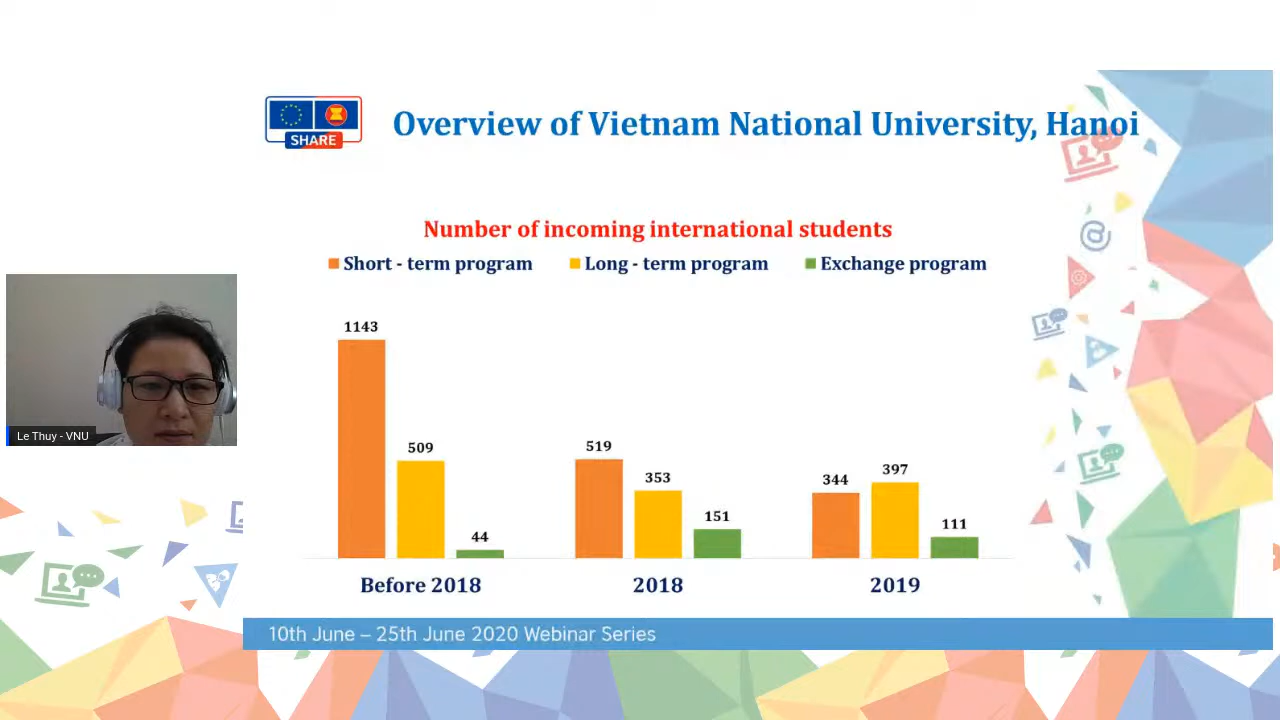 SHARE
Overview of Vietnam National University, Hanoi
Number of incoming international students
Short - term program
Long - term program
Exchange program
1143
509
44
519
353
151
344
397
111
Before 2018
2018
2019
Le Thuy - VNU
10th June – 25th June 2020 Webinar Series